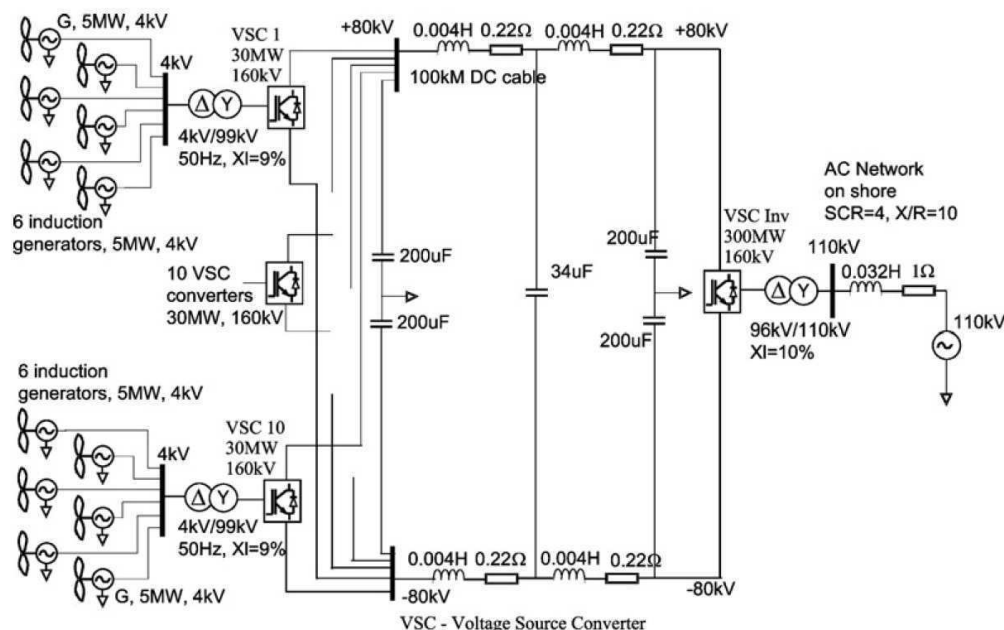 G, 5MW, 4kV
4kV
VSC 1
30MW
160kV
Δ Y
4kV/99kV
50Hz, XI=9%
6 induction
generators, 5MW, 4kV
10 VSC
converters
30MW, 160kV
6 induction
generators, 5MW, 4kV
4kV
VSC 10
30MW
160kV
Δ Y
4kV/99kV
50Hz, XI=9%
G, 5MW, 4kV
+80kV
0.004H 0.22Ω 0.004H 0.22Ω
+80kV
100kM DC cable
200uF
200uF
34uF
200uF
200uF
VSC Inv
300MW
160kV
Δ Y
96kV/110kV
XI=10%
AC Network
on shore
SCR=4, X/R=10
110kV
0.032H 1Ω
110kV
-80kV
0.004H 0.22Ω 0.004H 0.22Ω
-80kV
VSC - Voltage Source Converter